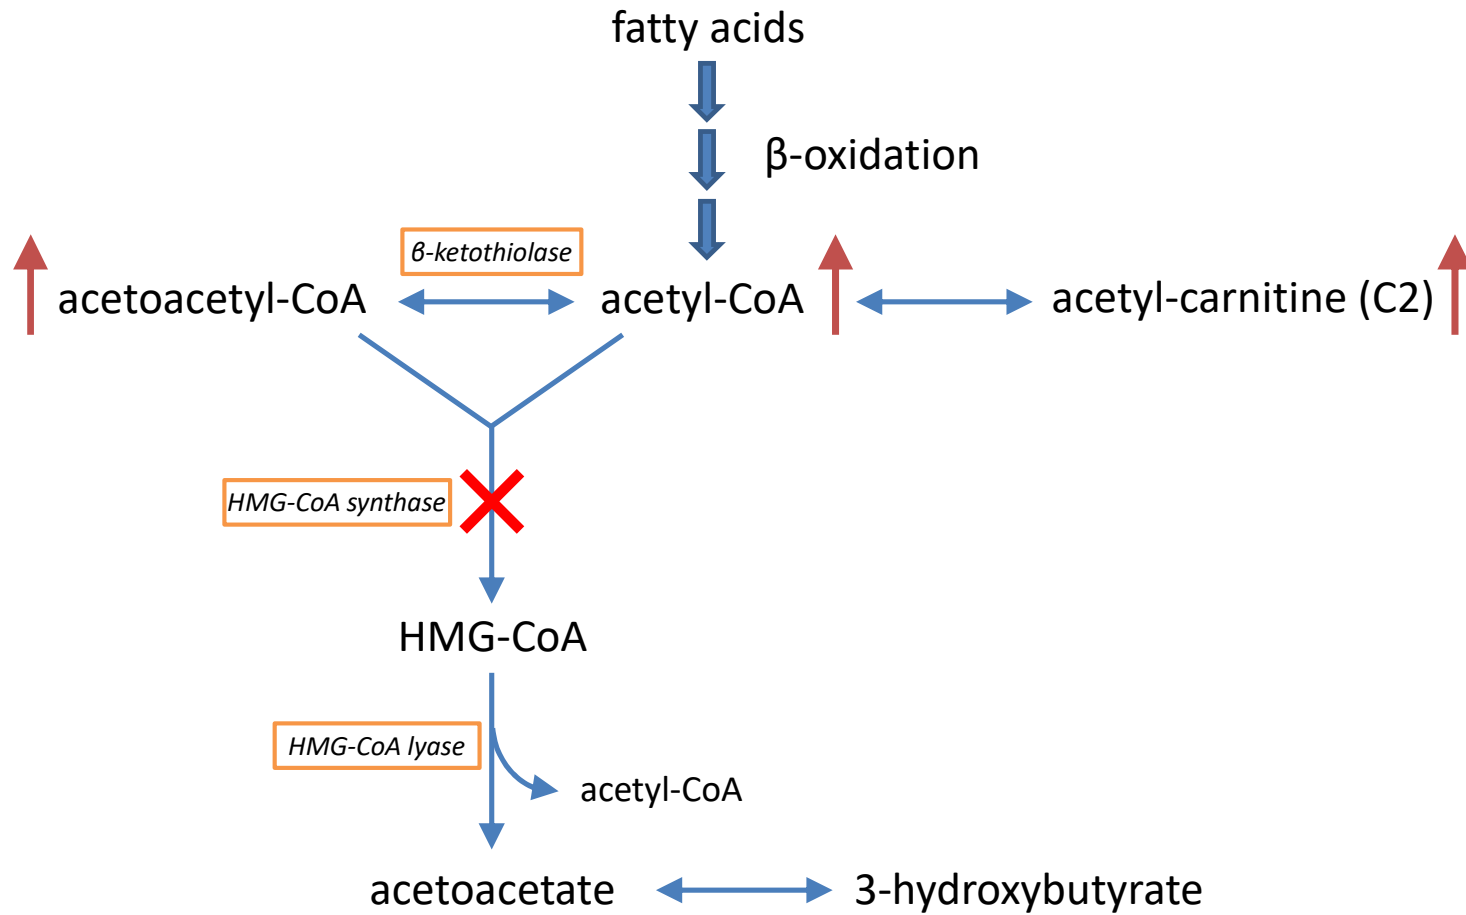 fatty acids
β-oxidation
β-ketothiolase
acetoacetyl-CoA
acetyl-CoA
acetyl-carnitine (C2)
HMG-CoA synthase
HMG-CoA
HMG-CoA lyase
acetyl-CoA
acetoacetate
3-hydroxybutyrate